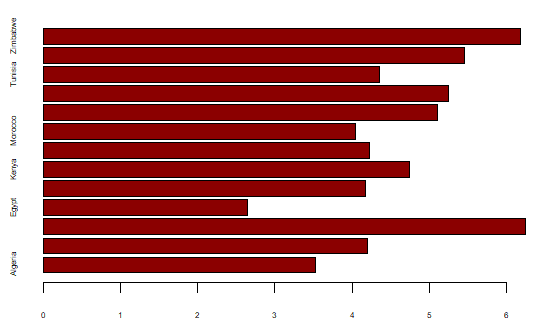 Zimbabwe
Tunisia
Morocco
Kenya
Egypt
Algeria
0 1 2 3 4 5 6